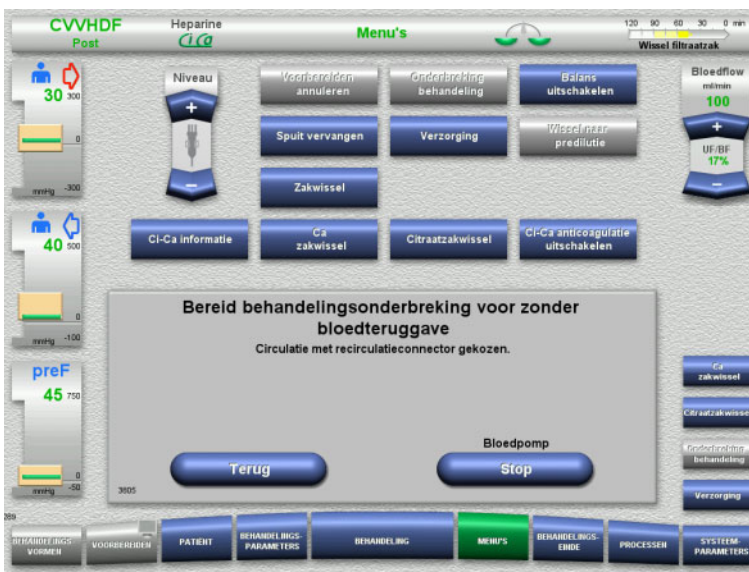 CVVHDF
Post
Heparine
CiCa
Menu's
120 90 60 30 0 min
Wissel filtraatzak
30 300
0
mmHg -300
40 500
0
mmHg -100
preF
45 750
0
mmHg -50
Niveau
+
−
Voorbereiden
annuleren
Onderbreking
behandeling
Balans
uitschakelen
Spuit vervangen
Verzorging
Wissel naar
predilutie
Zakwissel
Ci-Ca informatie
Ca
zakwissel
Citraatzakwissel
Ci-Ca anticoagulatie
uitschakelen
Bloedflow
ml/min
100
+
UF/BF
17%
−
Bereid behandelingsonderbreking voor zonder
bloedteruggave
Circulatie met recirculatieconnector gekozen.
Bloedpomp
Terug
Stop
3605
Ca
zakwissel
Citraatzakwissel
Onderbreking
behandeling
Verzorging
BEHANDELINGS-
VORMEN
VOORBEREIDEN
PATIËNT
BEHANDELINGS-
PARAMETERS
BEHANDELING
MENU'S
BEHANDELINGS-
EINDE
PROCESSEN
SYSTEEM-
PARAMETERS